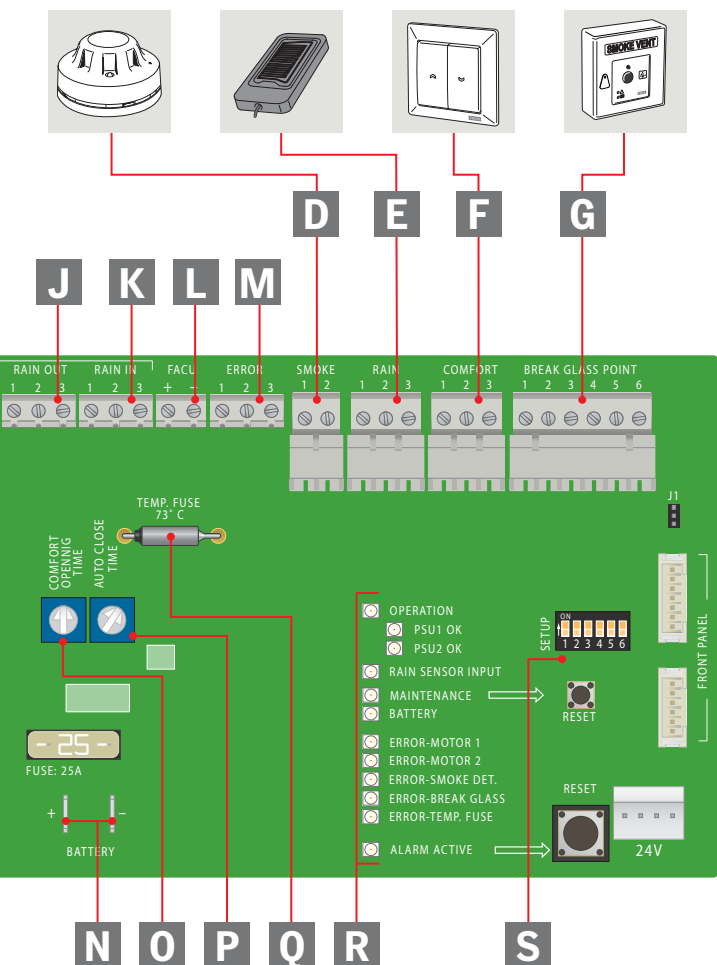 SMOKE VENT
D E F G
J K L M
RAIN OUT RAIN IN FACU ERROR SMOKE RAIN COMFORT BREAK GLASS POINT
1 2 3 1 2 3 + – 1 2 3 1 2 1 2 3 1 2 3 1 2 3 4 5 6
J1
TEMP. FUSE
73° C
COMFORT
OPENNIG
TIME
AUTO CLOSE
TIME
OPERATION
PSU1 OK
PSU2 OK
RAIN SENSOR INPUT
MAINTENANCE
BATTERY
ERROR-MOTOR 1
ERROR-MOTOR 2
ERROR-SMOKE DET.
ERROR-BREAK GLASS
ERROR-TEMP. FUSE
ALARM ACTIVE
SETUP
ON
1 2 3 4 5 6
RESET
FRONT PANEL
RESET
24V
- 25 -
FUSE: 25A
+ –
BATTERY
N O P Q R S